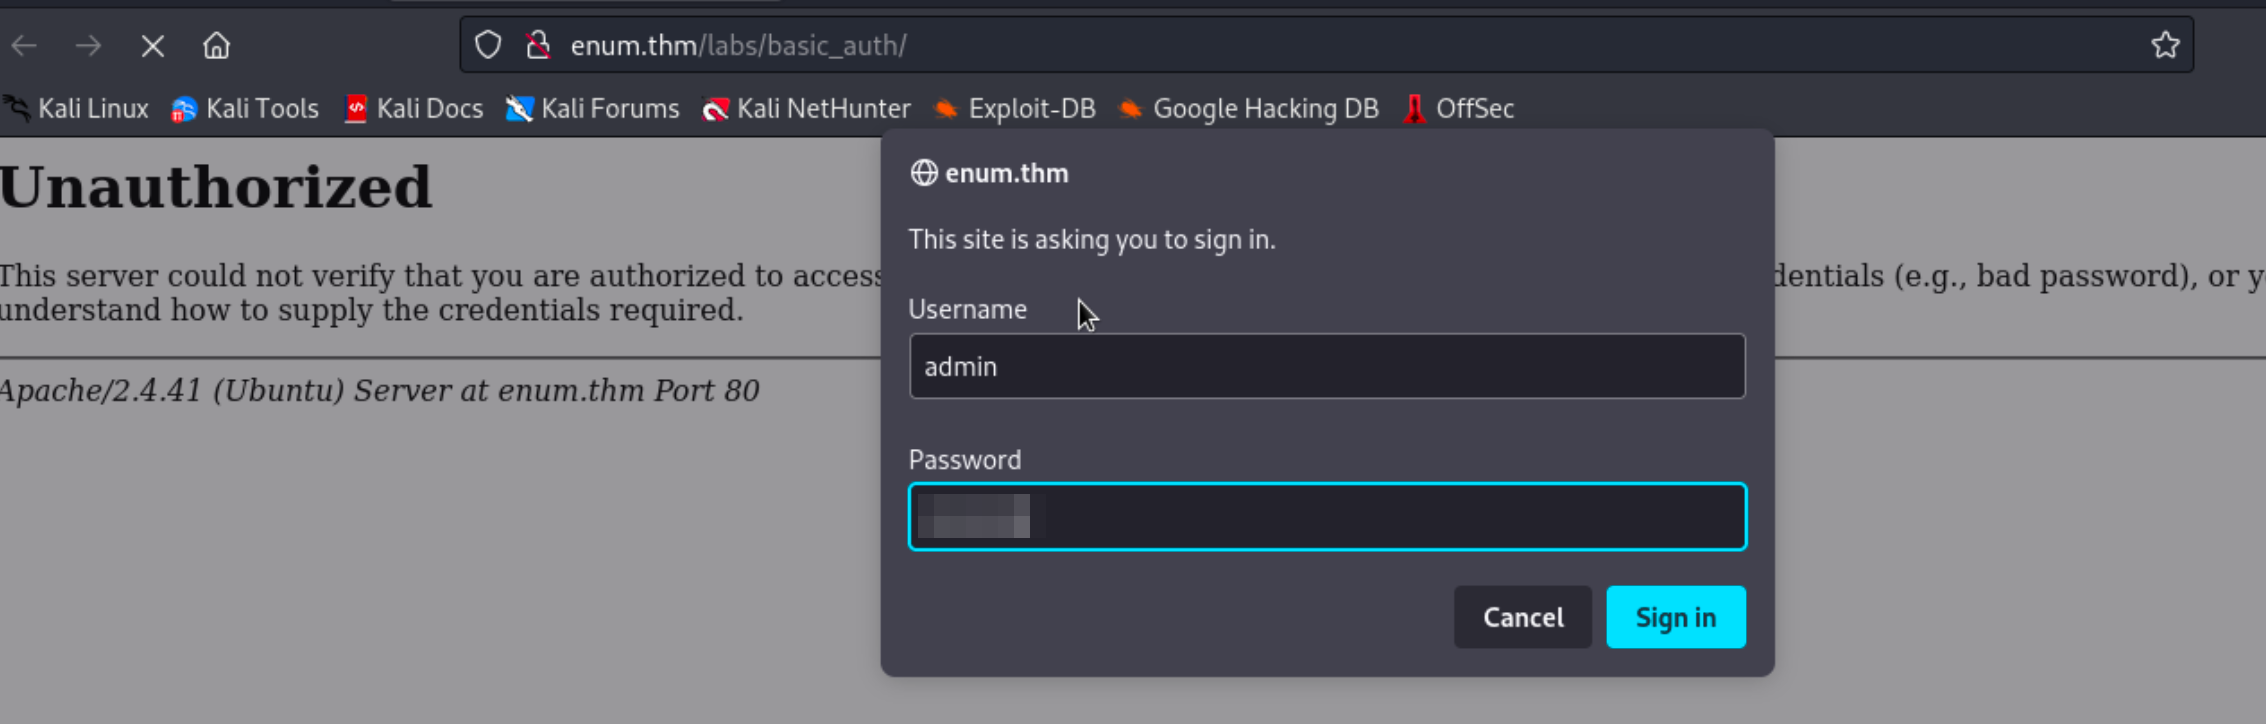 enum.thm/labs/basic_auth/
Kali Linux Kali Tools Kali Docs Kali Forums Kali NetHunter Exploit-DB Google Hacking DB OffSec
Unauthorized
This server could not verify that you are authorized to access
dentials (e.g., bad password), or
understand how to supply the credentials required.
Apache/2.4.41 (Ubuntu) Server at enum.thm Port 80
enum.thm
This site is asking you to sign in.
Username
admin
Password
Cancel Sign in